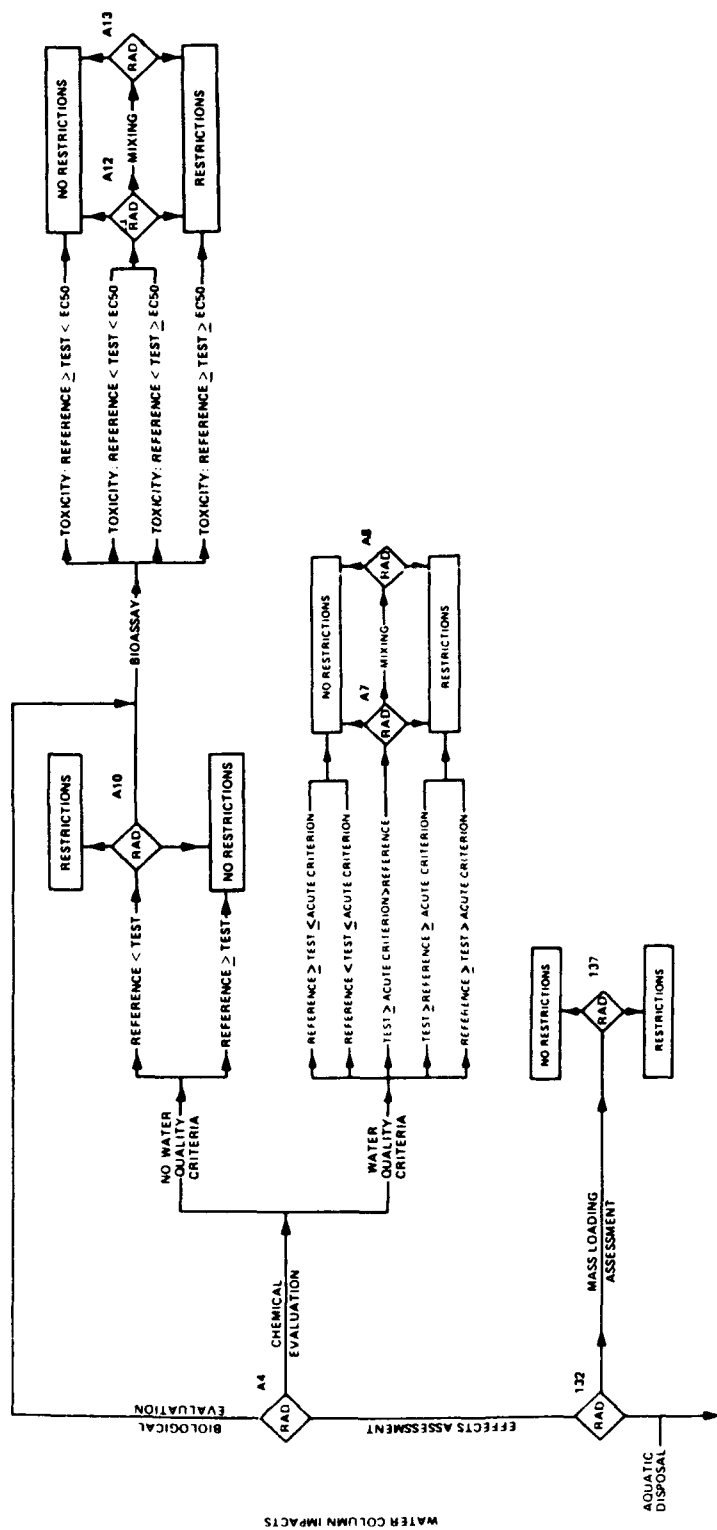 WATER COLUMN IMPACTS
AQUATIC
DISPOSAL
132
RAD
MASS LOADING
ASSESSMENT
137
RAD
NO RESTRICTIONS
RESTRICTIONS
EFFECTS ASSESSMENT
A4
RAD
BIOLOGICAL
EVALUATION
CHEMICAL
EVALUATION
NO WATER
QUALITY
CRITERIA
REFERENCE < TEST
REFERENCE ≥ TEST
A10
RAD
RESTRICTIONS
NO RESTRICTIONS
BIOASSAY
TOXICITY: REFERENCE ≥ TEST < EC50
TOXICITY: REFERENCE < TEST < EC50
TOXICITY: REFERENCE < TEST ≥ EC50
TOXICITY: REFERENCE ≥ TEST ≥ EC50
A12
RAD
MIXING
A13
RAD
NO RESTRICTIONS
RESTRICTIONS
WATER
QUALITY
CRITERIA
REFERENCE ≥ TEST ≤ ACUTE CRITERION
REFERENCE < TEST ≤ ACUTE CRITERION
TEST ≥ ACUTE CRITERION > REFERENCE
TEST > REFERENCE ≥ ACUTE CRITERION
REFERENCE ≥ TEST > ACUTE CRITERION
A7
RAD
MIXING
A8
RAD
NO RESTRICTIONS
RESTRICTIONS